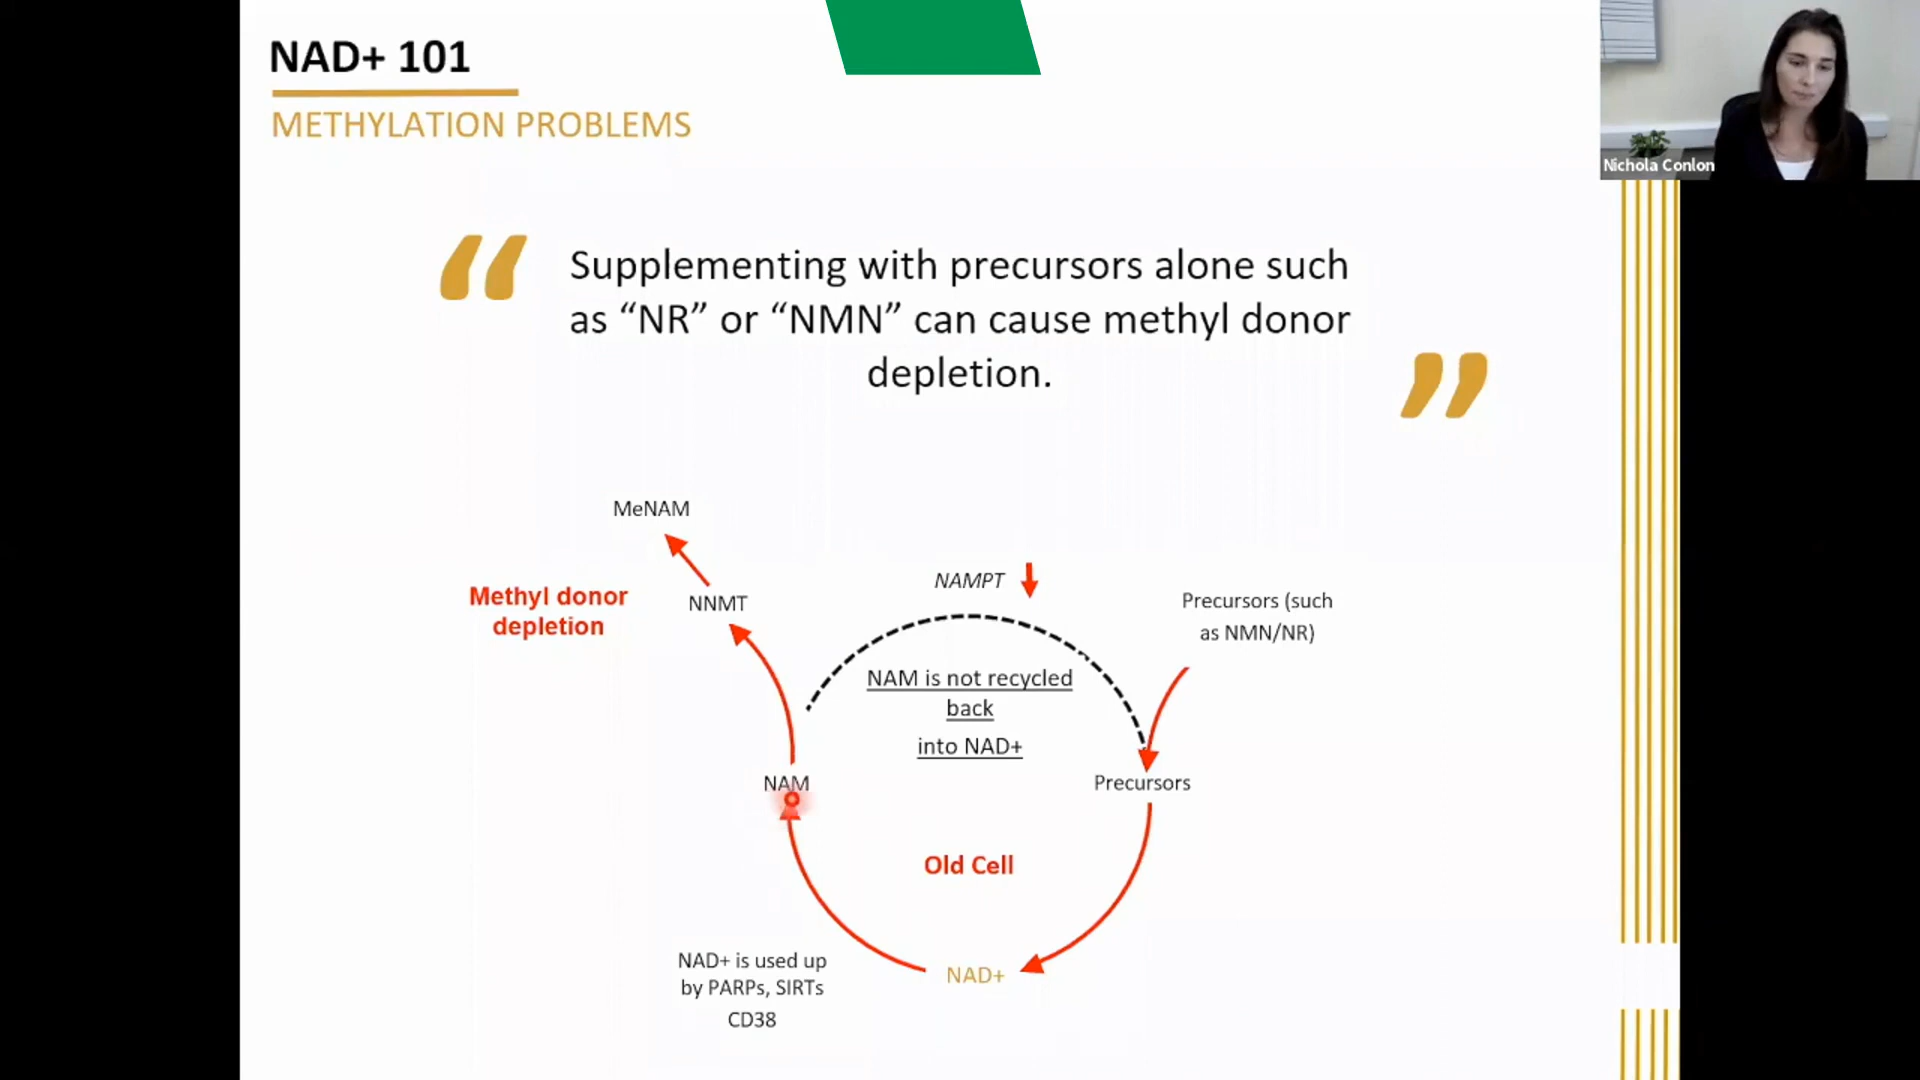 NAD+ 101
METHYLATION PROBLEMS
Nichola Conlon
“
Supplementing with precursors alone such
as “NR” or “NMN” can cause methyl donor
depletion.
”
MeNAM
Methyl donor
depletion
NNMT
NAMPT
Precursors (such
as NMN/NR)
NAM is not recycled
back
into NAD+
NAM
Precursors
Old Cell
NAD+ is used up
by PARPs, SIRTs
CD38
NAD+